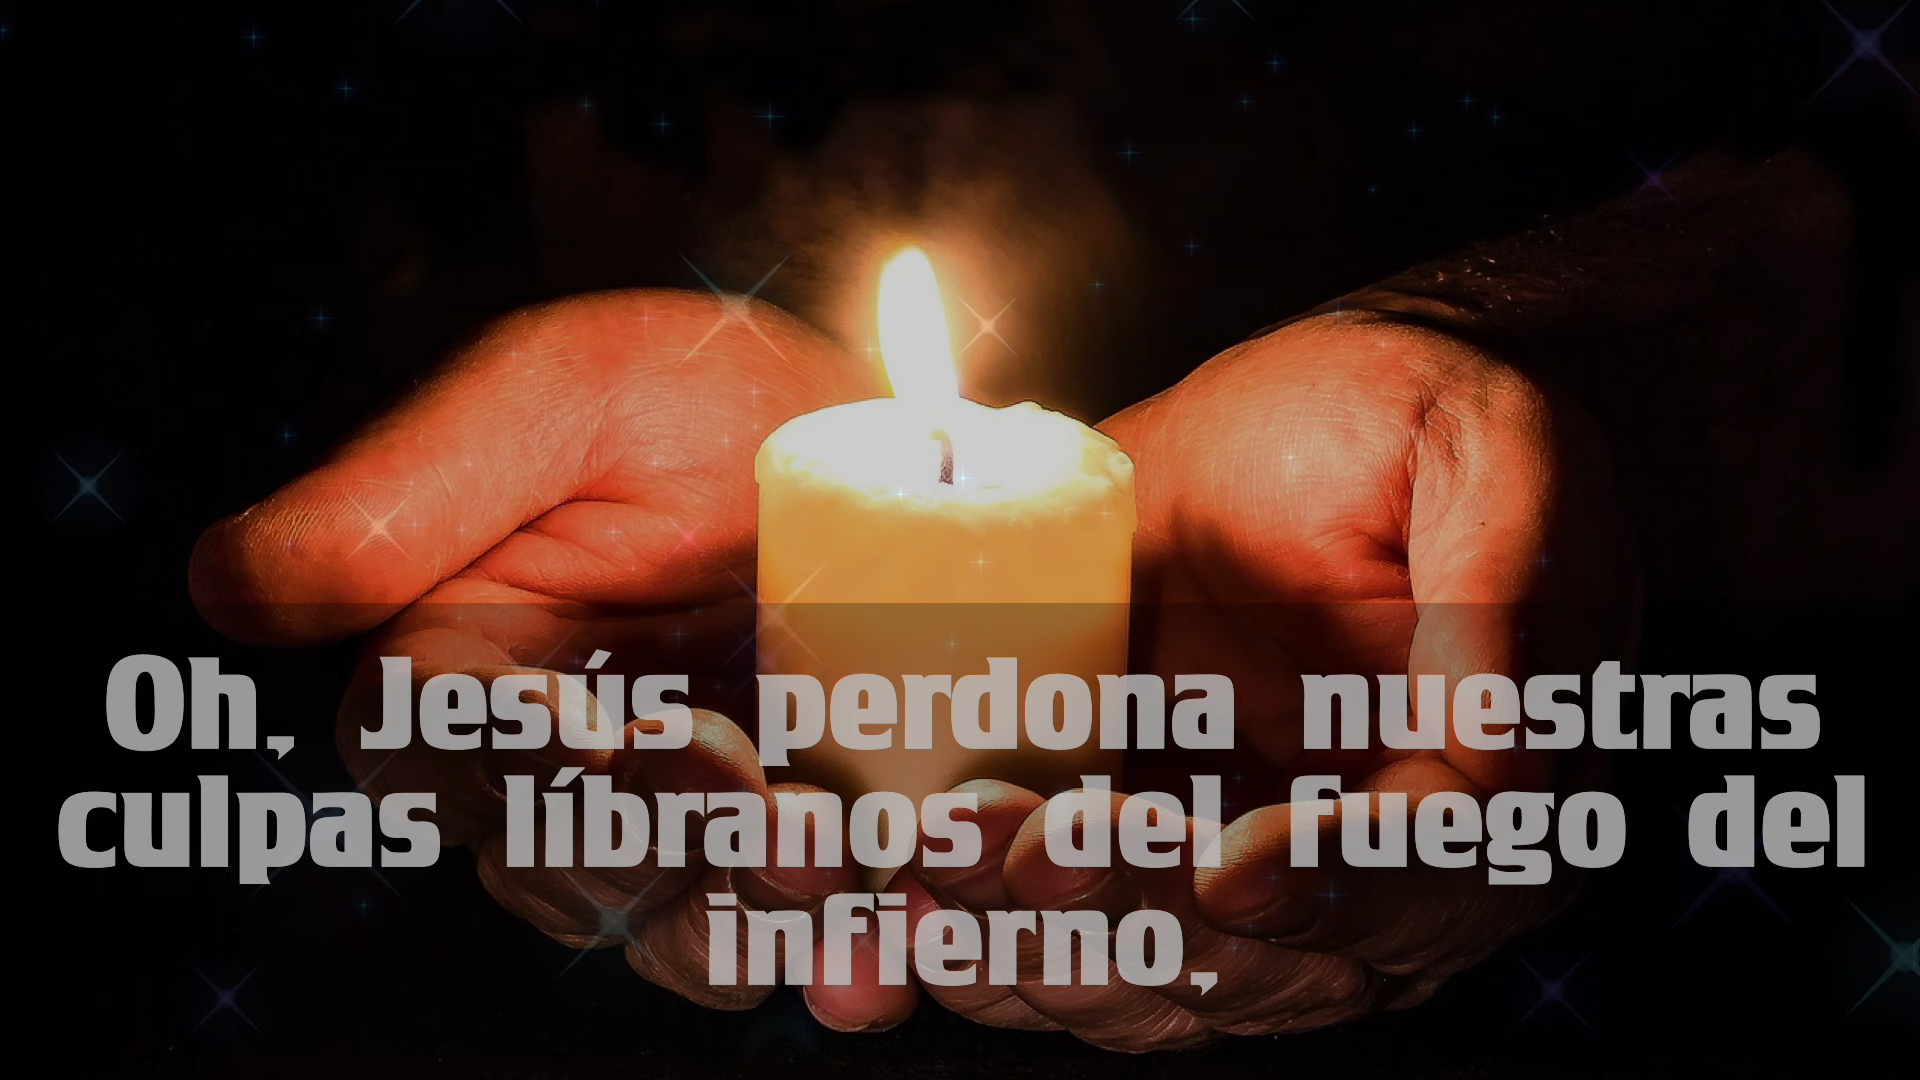 Oh, Jesús perdona nuestras
culpas líbranos del fuego del
infierno,